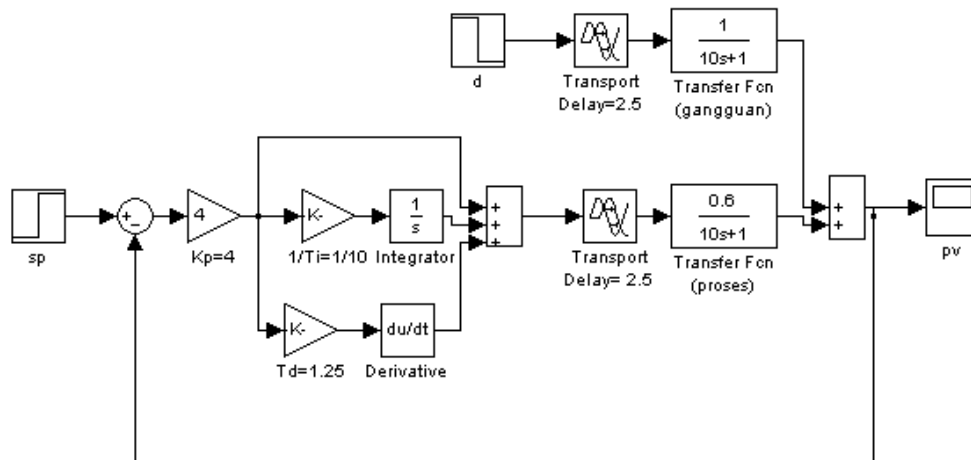 d
Transport
Delay=2.5
1
10s+1
Transfer Fcn
(gangguan)
sp
+
−
4
Kp=4
K-
1/Ti=1/10
1
s
Integrator
K-
Td=1.25
du/dt
Derivative
+
+
+
Transport
Delay= 2.5
0.6
10s+1
Transfer Fcn
(proses)
+
+
pv